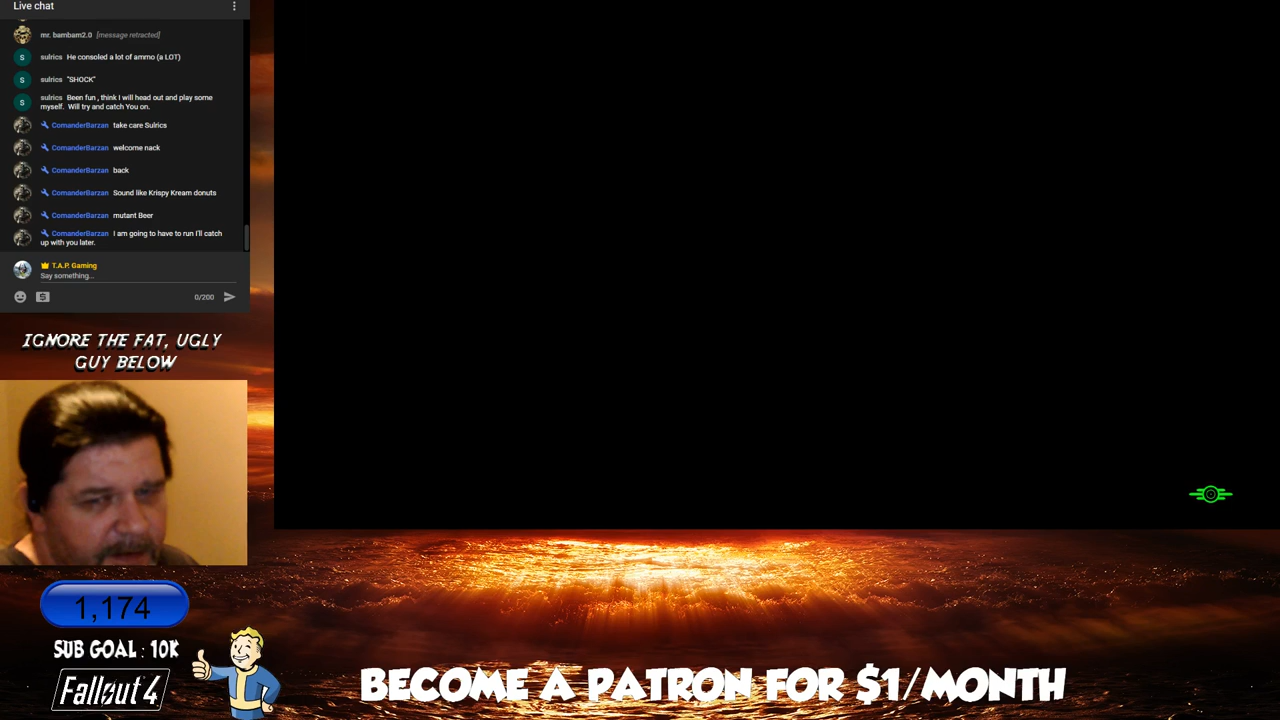 Live chat
mr. bambam2.0 [message retracted]
S sulrics He consoled a lot of ammo (a LOT)
S sulrics "SHOCK"
S sulrics Been fun , think I will head out and play some
myself. Will try and catch You on.
ComanderBarzan take care Sulrics
ComanderBarzan welcome nack
ComanderBarzan back
ComanderBarzan Sound like Krispy Kream donuts
ComanderBarzan mutant Beer
ComanderBarzan I am going to have to run I'll catch
up with you later.
T.A.P. Gaming
Say something...
0/200
IGNORE THE FAT, UGLY
GUY BELOW
1,174
SUB GOAL : 10K
Fallout 4
BECOME A PATRON FOR $1/MONTH